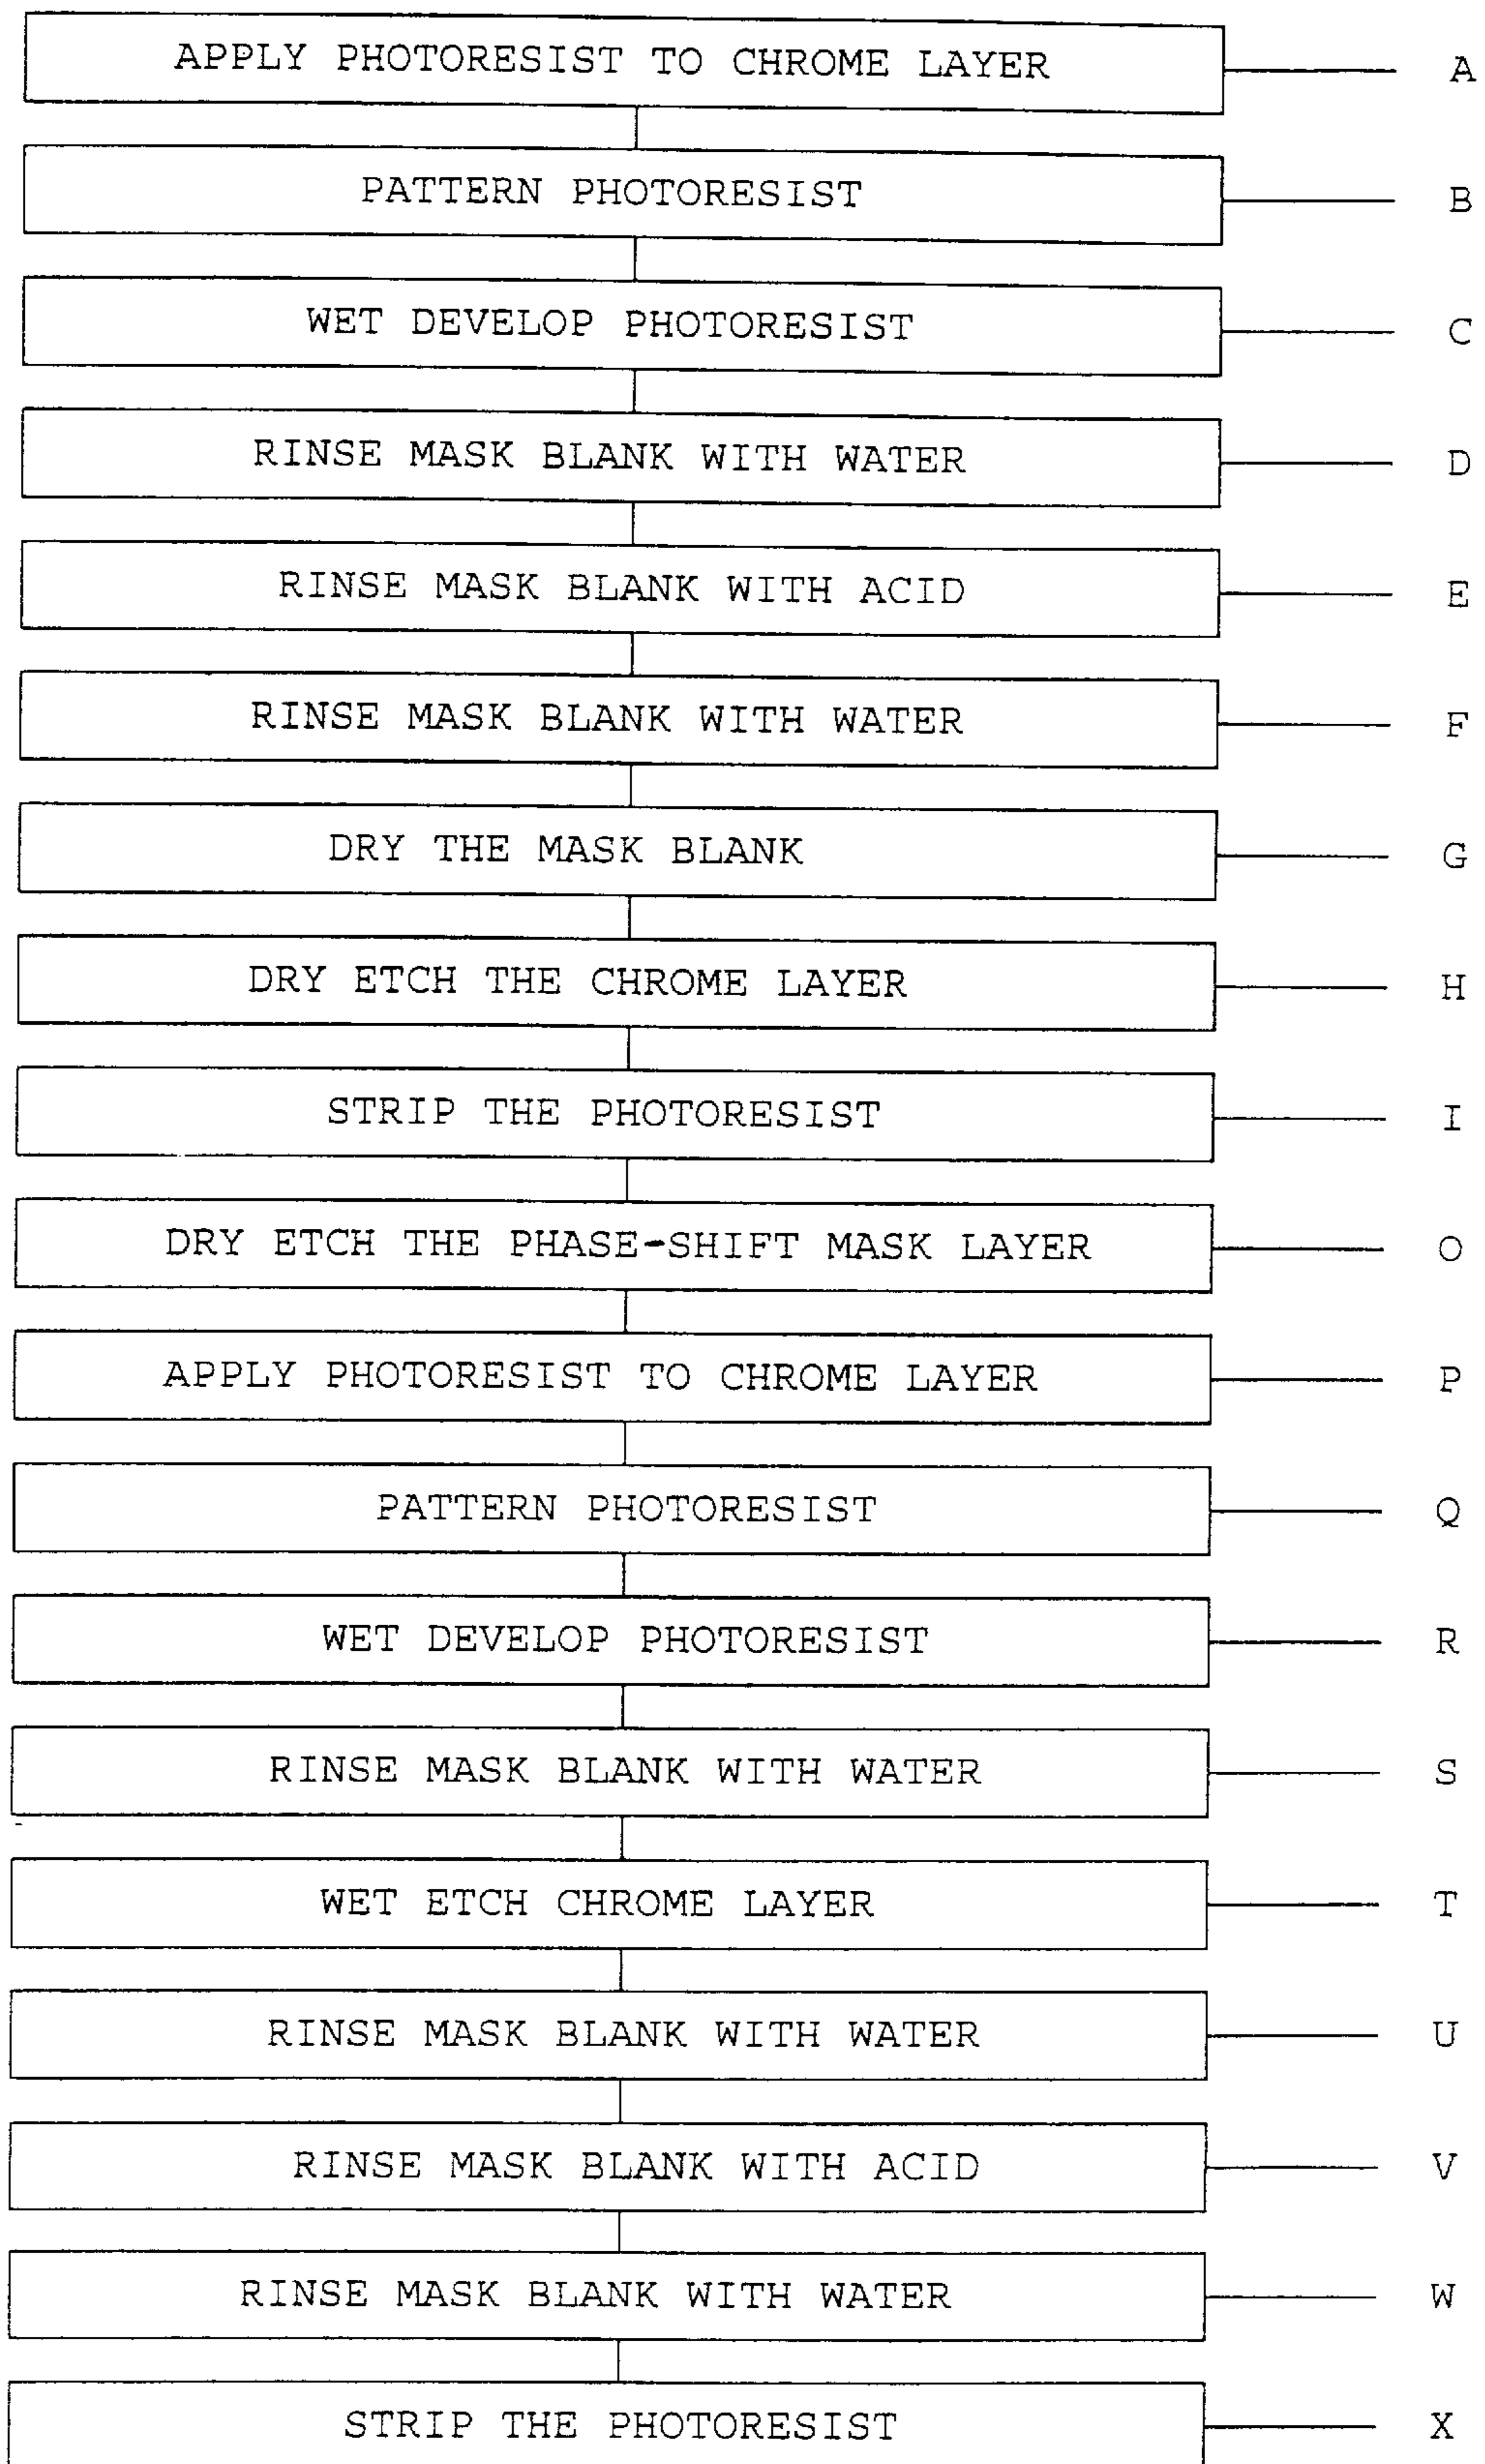 APPLY PHOTORESIST TO CHROME LAYER A
PATTERN PHOTORESIST B
WET DEVELOP PHOTORESIST C
RINSE MASK BLANK WITH WATER D
RINSE MASK BLANK WITH ACID E
RINSE MASK BLANK WITH WATER F
DRY THE MASK BLANK G
DRY ETCH THE CHROME LAYER H
STRIP THE PHOTORESIST I
DRY ETCH THE PHASE-SHIFT MASK LAYER O
APPLY PHOTORESIST TO CHROME LAYER P
PATTERN PHOTORESIST Q
WET DEVELOP PHOTORESIST R
RINSE MASK BLANK WITH WATER S
WET ETCH CHROME LAYER T
RINSE MASK BLANK WITH WATER U
RINSE MASK BLANK WITH ACID V
RINSE MASK BLANK WITH WATER W
STRIP THE PHOTORESIST X